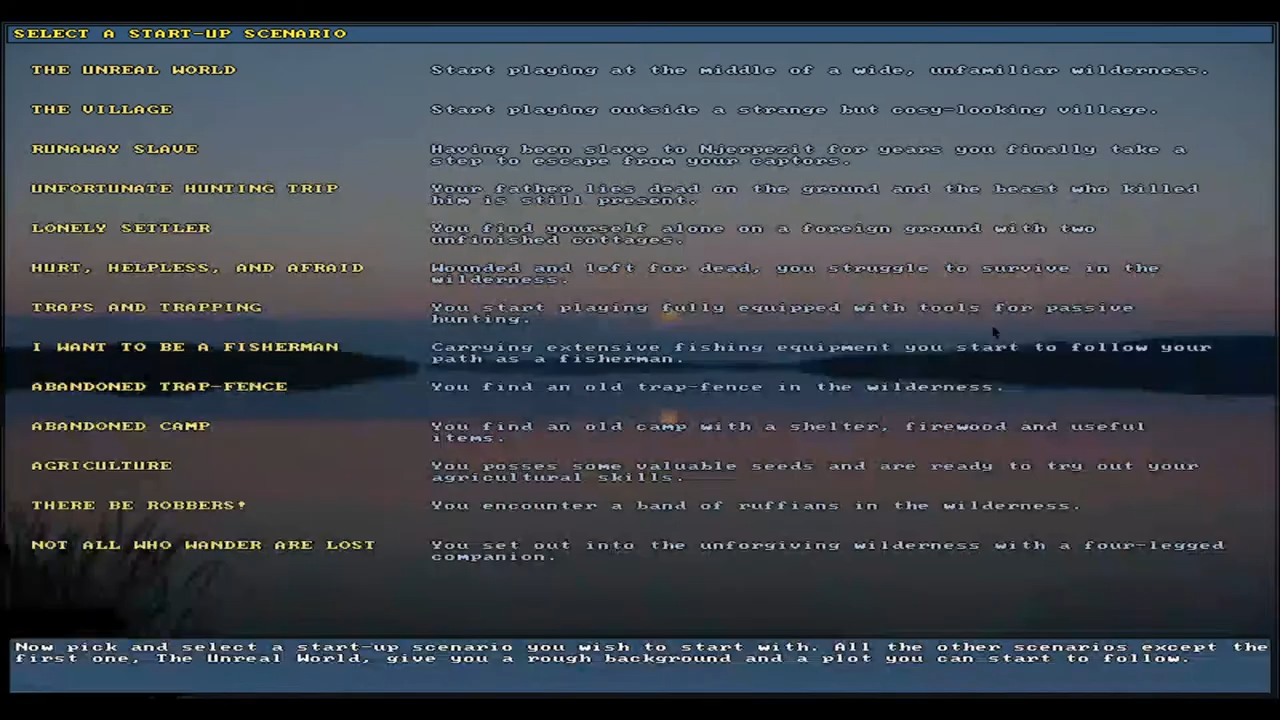 SELECT A START-UP SCENARIO
THE UNREAL WORLD
Start playing at the middle of a wide, unfamiliar wilderness.
THE VILLAGE
Start playing outside a strange but cosy-looking village.
RUNAWAY SLAVE
Having been slave to Njerpezit for years you finally take a
step to escape from your captors.
UNFORTUNATE HUNTING TRIP
Your father lies dead on the ground and the beast who killed
him is still present.
LONELY SETTLER
You find yourself alone on a foreign ground with two
unfinished cottages.
HURT, HELPLESS, AND AFRAID
Wounded and left for dead, you struggle to survive in the
wilderness.
TRAPS AND TRAPPING
You start playing fully equipped with tools for passive
hunting.
I WANT TO BE A FISHERMAN
Carrying extensive fishing equipment you start to follow your
path as a fisherman.
ABANDONED TRAP-FENCE
You find an old trap-fence in the wilderness.
ABANDONED CAMP
You find an old camp with a shelter, firewood and useful
items.
AGRICULTURE
You posses some valuable seeds and are ready to try out your
agricultural skills.
THERE BE ROBBERS!
You encounter a band of ruffians in the wilderness.
NOT ALL WHO WANDER ARE LOST
You set out into the unforgiving wilderness with a four-legged
companion.
Now pick and select a start-up scenario you wish to start with. All the other scenarios except the
first one, The Unreal World, give you a rough background and a plot you can start to follow.